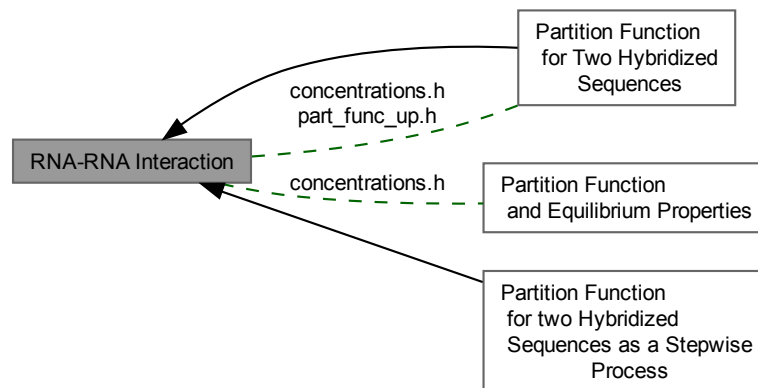 Partition Function
for Two Hybridized
Sequences
concentrations.h
part_func_up.h
RNA-RNA Interaction
concentrations.h
Partition Function
and Equilibrium Properties
Partition Function
for two Hybridized
Sequences as a Stepwise
Process